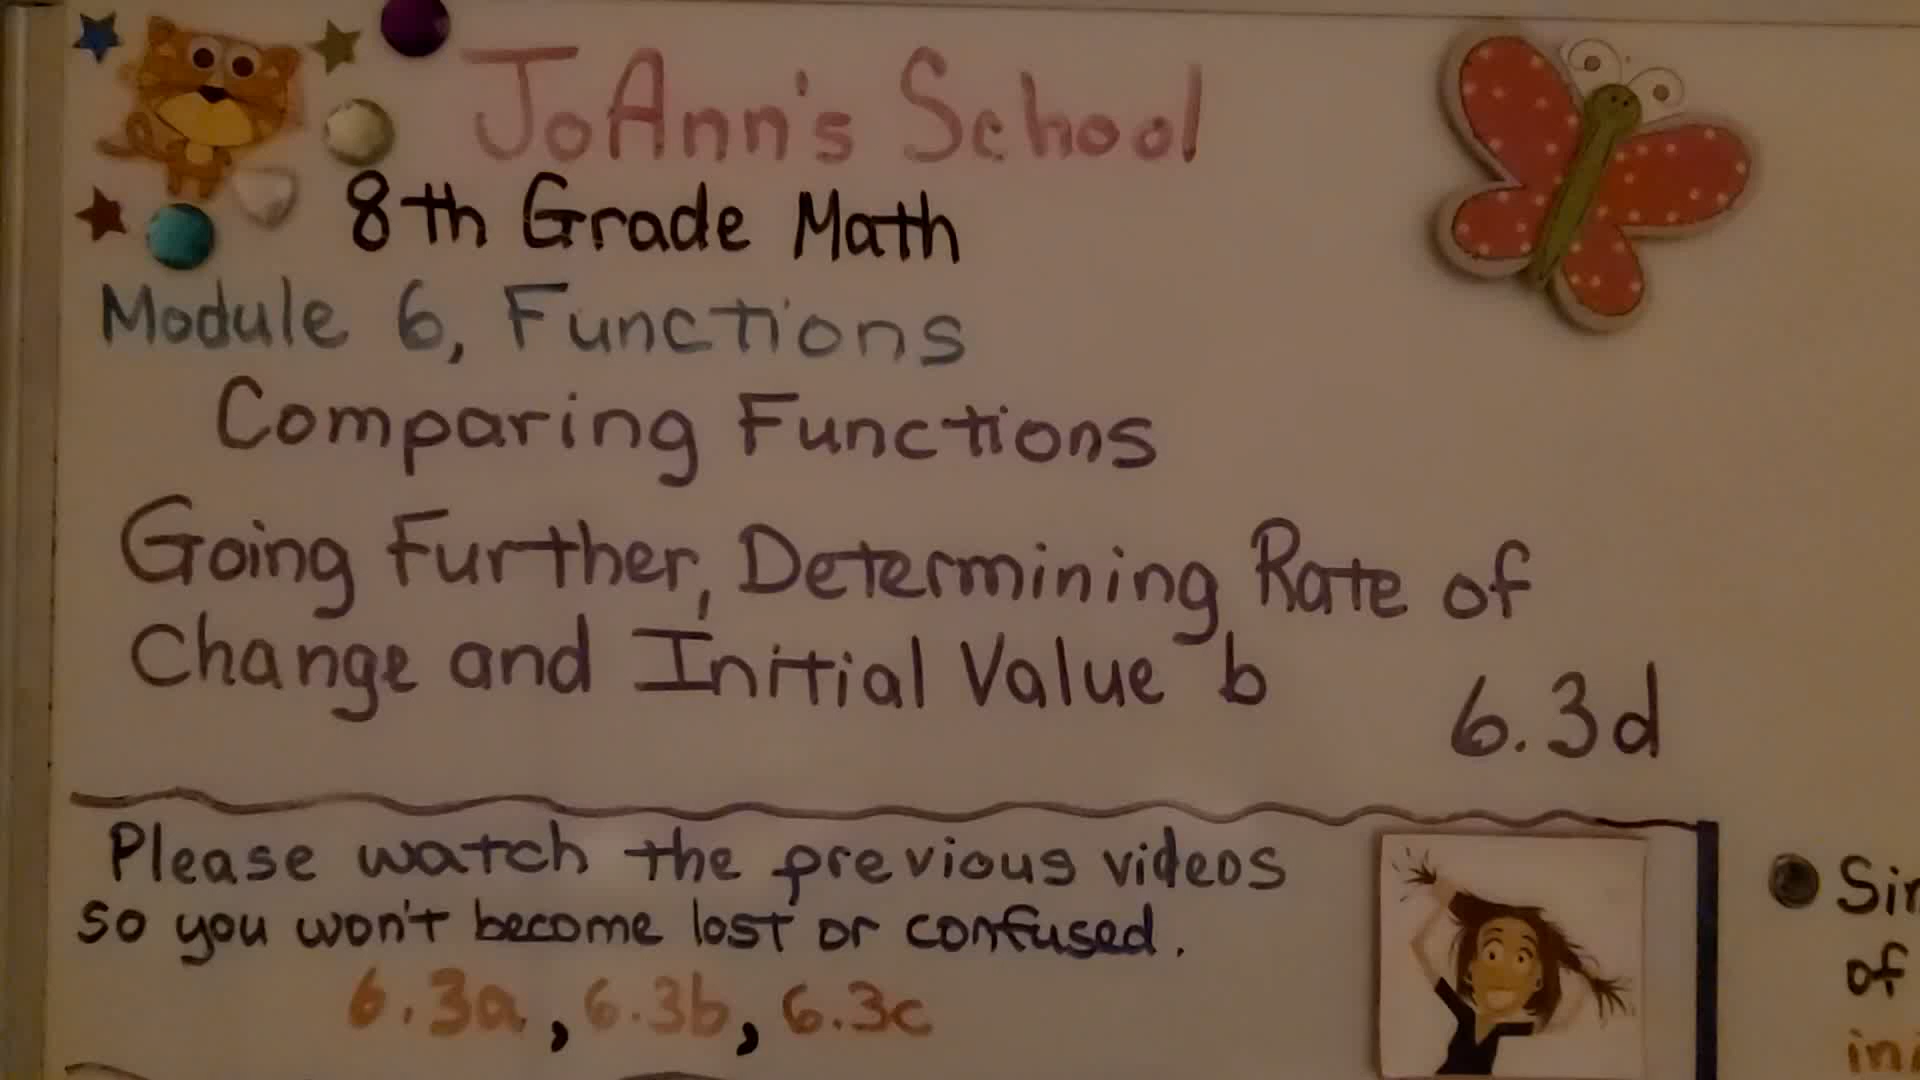 JoAnn's School
8th Grade Math
Module 6, Functions
Comparing Functions
Going Further, Determining Rate of
Change and Initial Value b
6.3d
Please watch the previous videos
so you won't become lost or confused.
6.3a, 6.3b, 6.3c
of